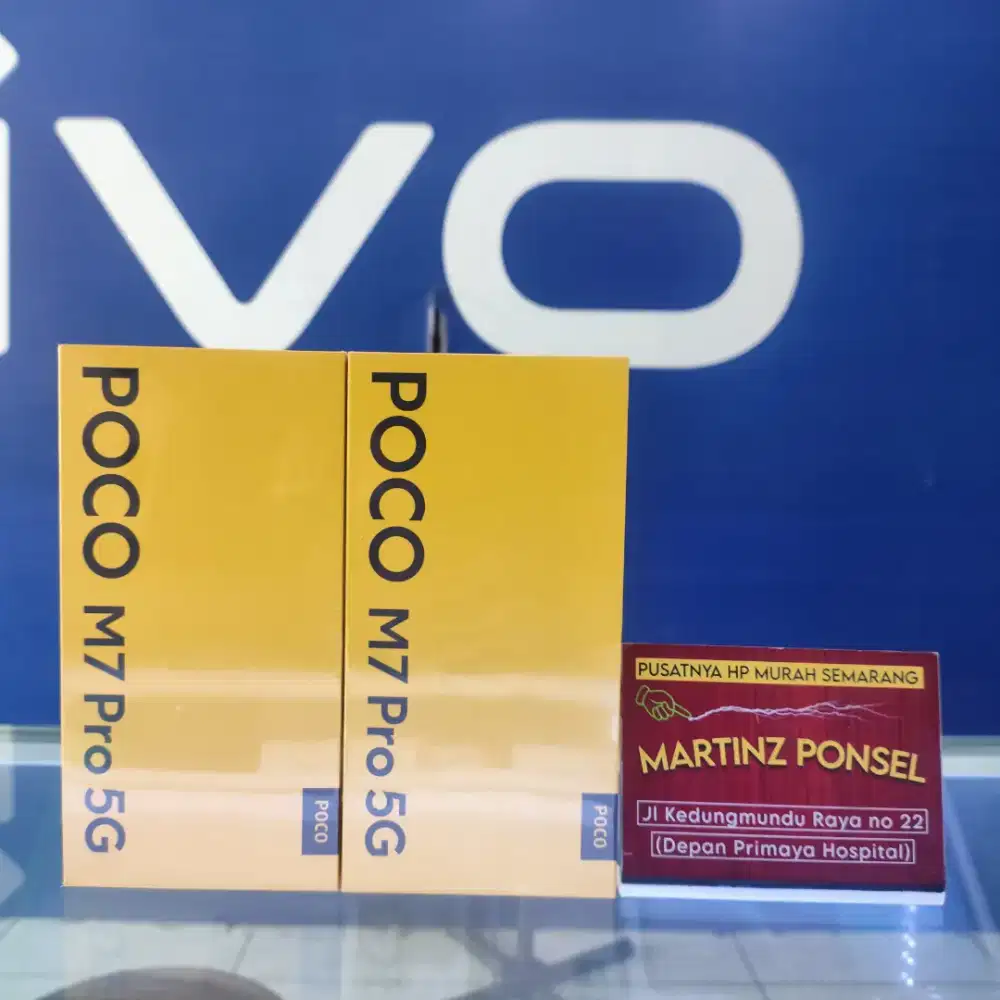 ivo
POCO M7 Pro 5G
POCO
POCO M7 Pro 5G
POCO
PUSATNYA HP MURAH SEMARANG
MARTINZ PONSEL
Jl Kedungmundu Raya no 22
(Depan Primaya Hospital)